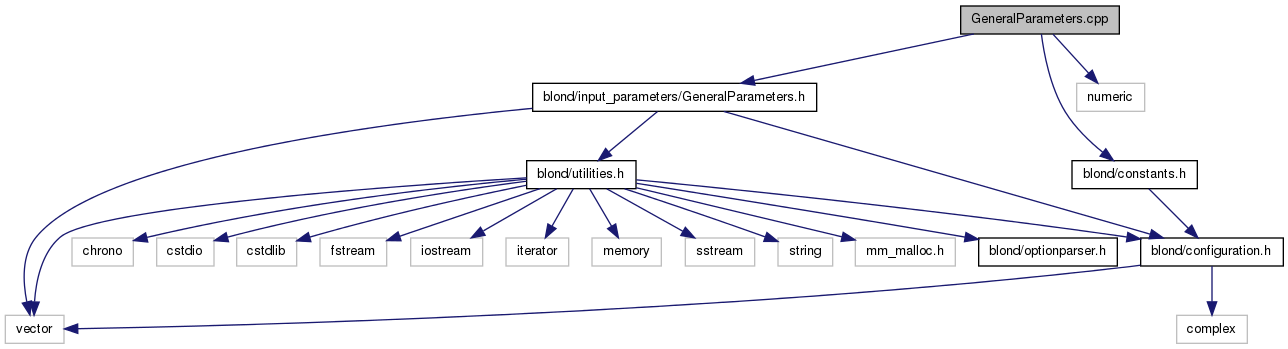 GeneralParameters.cpp
blond/input_parameters/GeneralParameters.h
numeric
blond/utilities.h
blond/constants.h
chrono
cstdio
cstdlib
fstream
iostream
iterator
memory
sstream
string
mm_malloc.h
blond/optionparser.h
blond/configuration.h
vector
complex